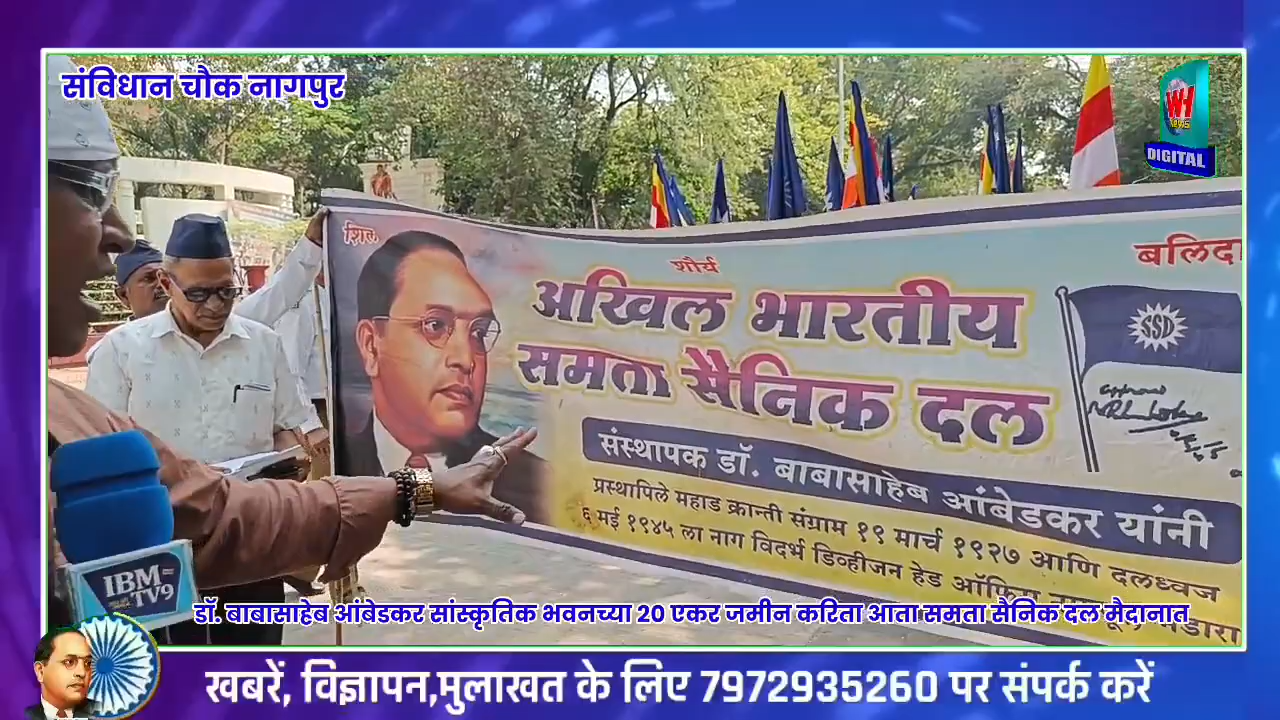 संविधान चौक नागपुर
WH
NEWS
DIGITAL
शिल
शौर्य
बलिदा
अखिल भारतीय
समता सैनिक दल
SSD
संस्थापक डॉ. बाबासाहेब आंबेडकर यांनी
प्रस्थापिले महाड क्रान्ती संग्राम १९ मार्च १९२७ आणि दलध्वज
६ मई १९४५ ला नाग विदर्भ डिव्हीजन हेड ऑफिस
IBM
TV9
डॉ. बाबासाहेब आंबेडकर सांस्कृतिक भवनच्या 20 एकर जमीन करिता आता समता सैनिक दल मैदानात
खबरें, विज्ञापन,मुलाखत के लिए 7972935260 पर संपर्क करें